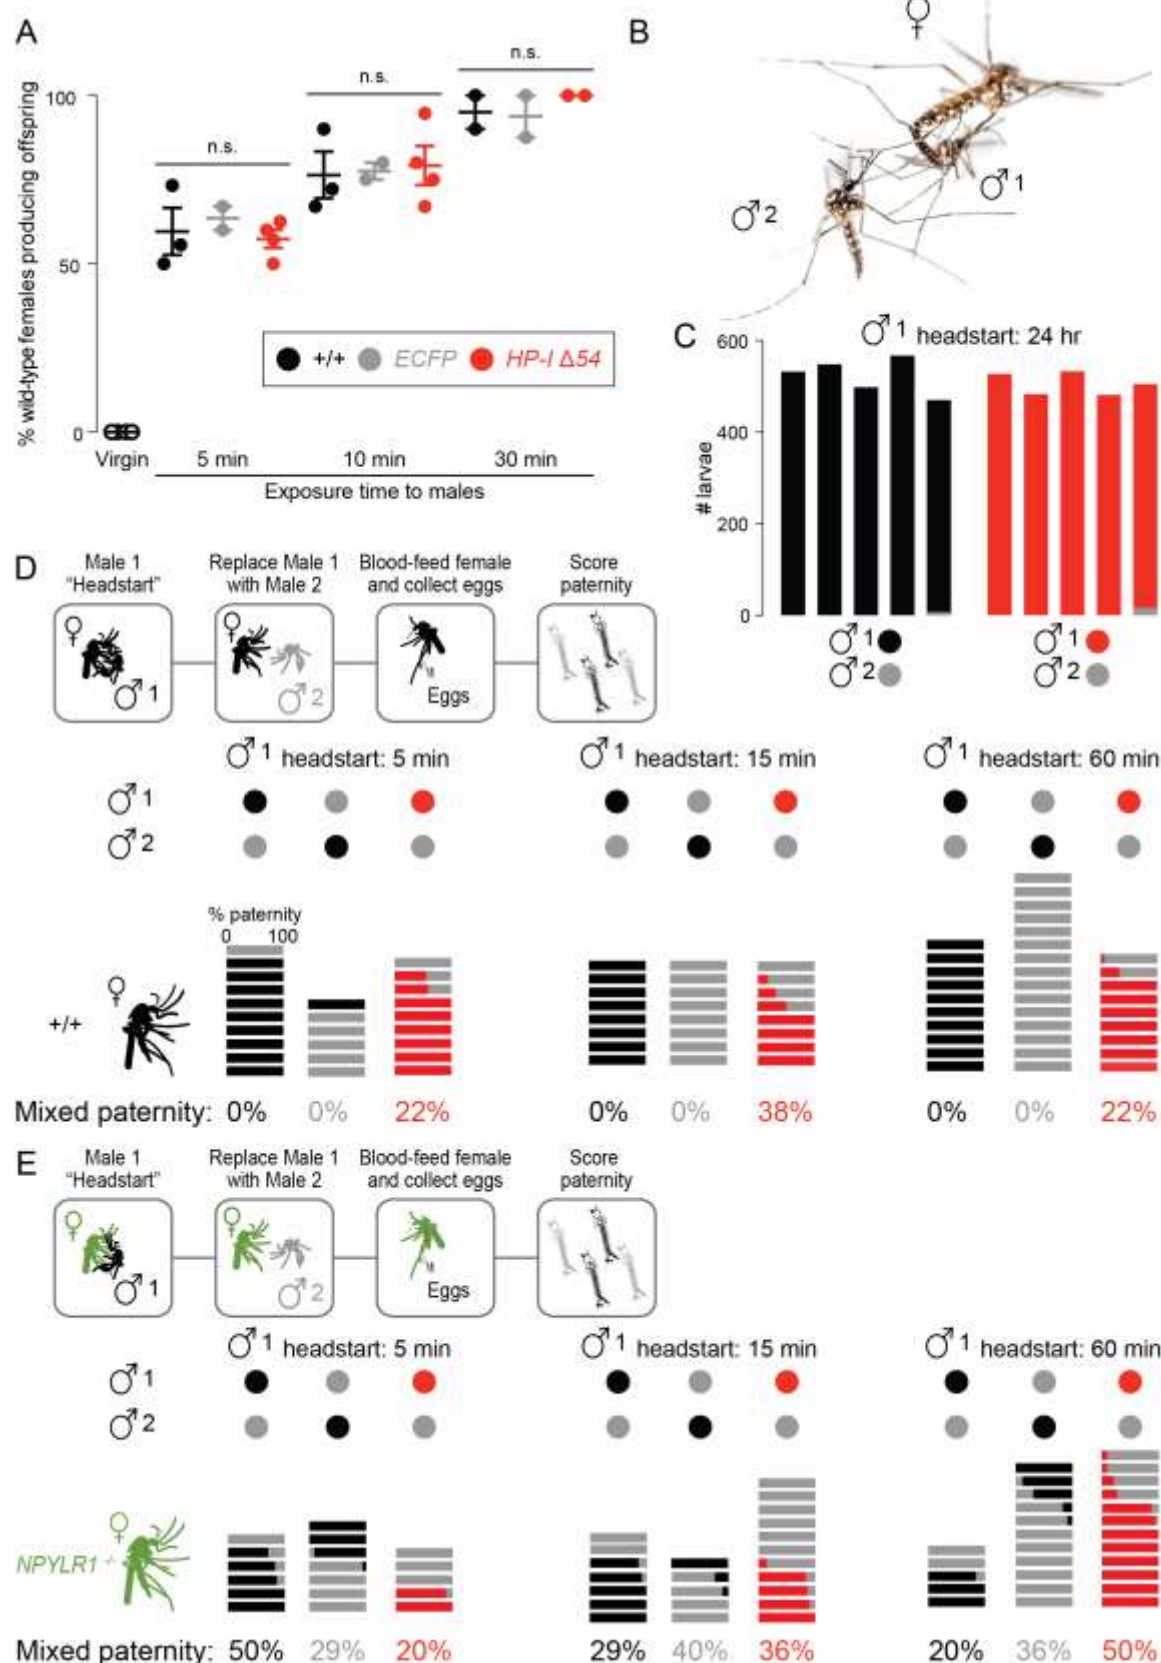 A
B
% wild-type females producing offspring
n.s.
n.s.
n.s.
100
50
0
+/+ ECFP HP-I Δ54
Virgin 5 min 10 min 30 min
Exposure time to males
♀
♂1
♂2
C
♂1 headstart: 24 hr
# larvae
600
400
200
0
♂1 ♂1
♂2 ♂2
D
Male 1 "Headstart"
Replace Male 1 with Male 2
Blood-feed female and collect eggs
Score paternity
♀ ♂1
♀ ♂2
Eggs
♂1 headstart: 5 min ♂1 headstart: 15 min ♂1 headstart: 60 min
♂1
♂2
% paternity
0 100
♀
+/+
Mixed paternity: 0% 0% 22% 0% 0% 38% 0% 0% 22%
E
Male 1 "Headstart"
Replace Male 1 with Male 2
Blood-feed female and collect eggs
Score paternity
♀ ♂1
♀ ♂2
Eggs
♂1 headstart: 5 min ♂1 headstart: 15 min ♂1 headstart: 60 min
♂1
♂2
♀
NPYLR1 -/-
Mixed paternity: 50% 29% 20% 29% 40% 36% 20% 36% 50%